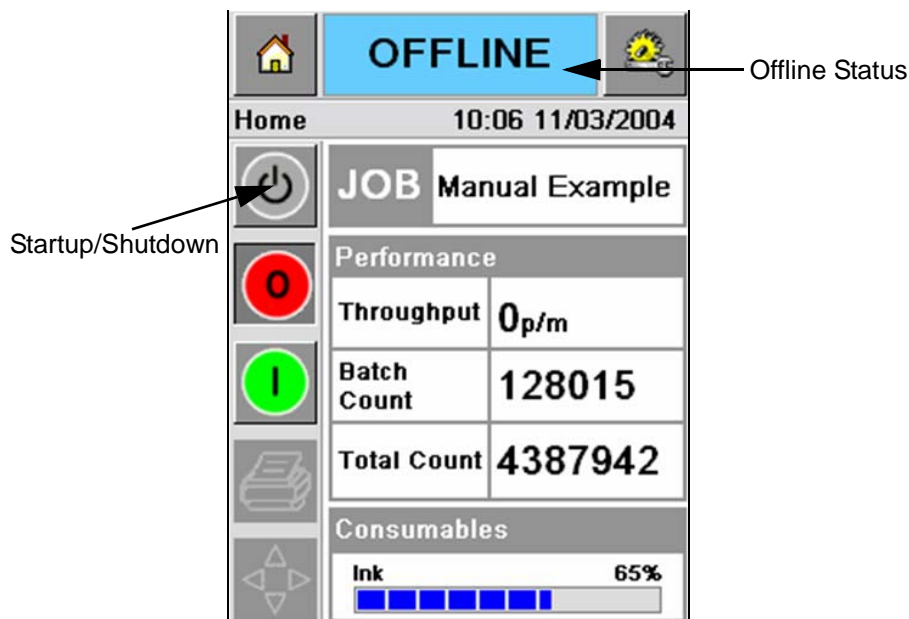 OFFLINE
Offline Status
Home 10:06 11/03/2004
JOB Manual Example
Startup/Shutdown
Performance
O
Throughput 0p/m
I
Batch
Count 128015
Total Count 4387942
Consumables
Ink 65%